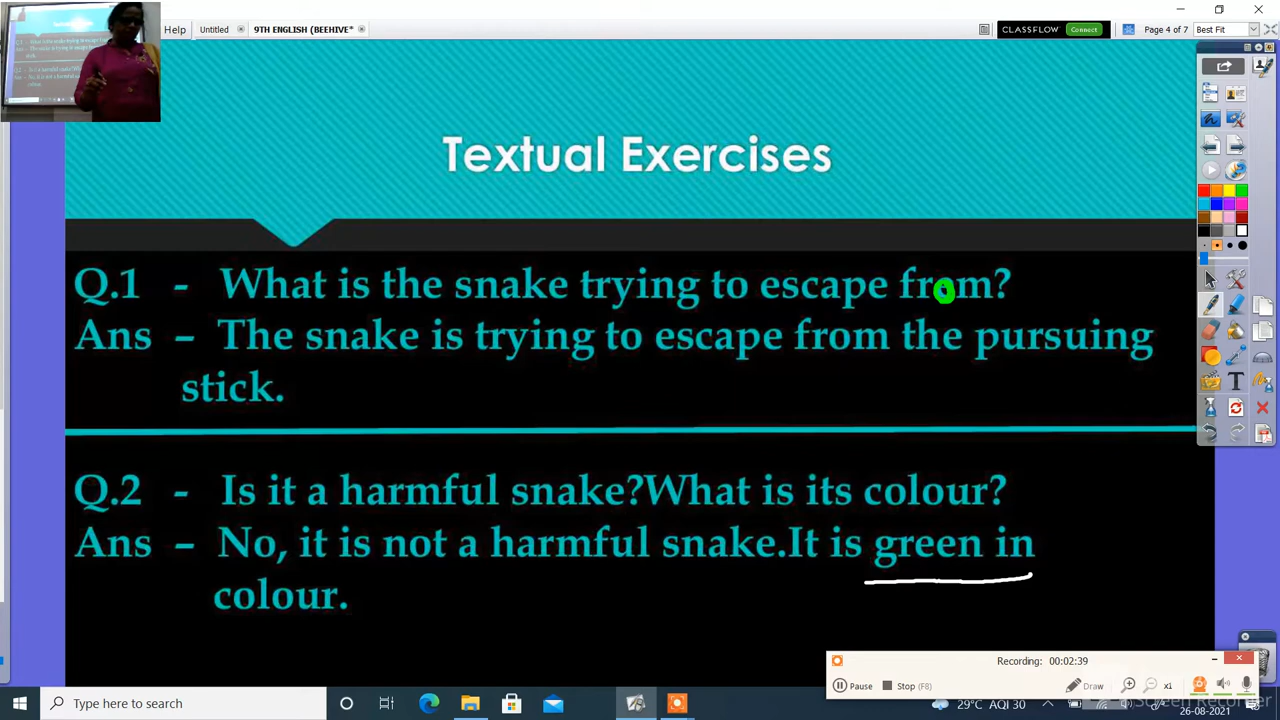 Help Untitled 9TH ENGLISH (BEEHIVE* CLASSFLOW Connect Page 4 of 7 Best Fit
Textual Exercises
Q.1 - What is the snake trying to escape from?
Ans – The snake is trying to escape from the pursuing
stick.
Q.2 - Is it a harmful snake?What is its colour?
Ans – No, it is not a harmful snake.It is green in
colour.
Recording: 00:02:39
Pause Stop (F8) Draw x1
Type here to search
29°C AQI 30
26-08-2021
Screen Recorder